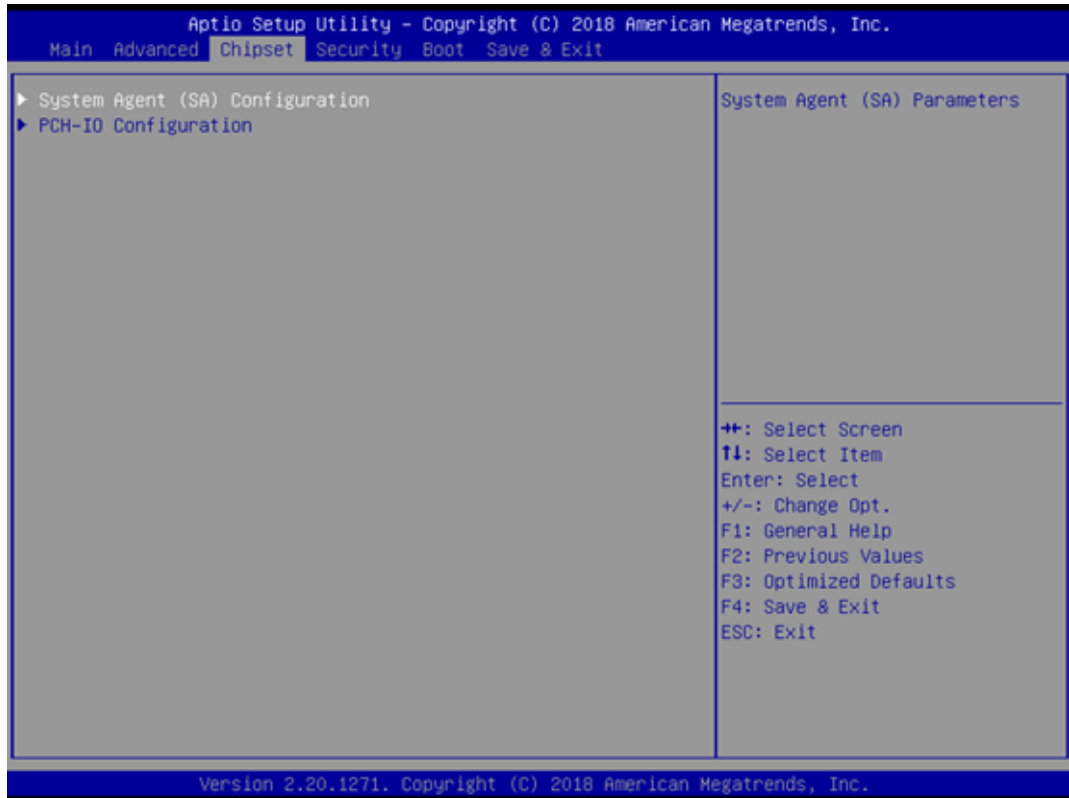 Aptio Setup Utility – Copyright (C) 2018 American Megatrends, Inc.
Main Advanced Chipset Security Boot Save & Exit
▶ System Agent (SA) Configuration
▶ PCH-IO Configuration
System Agent (SA) Parameters
→←: Select Screen
↑↓: Select Item
Enter: Select
+/-: Change Opt.
F1: General Help
F2: Previous Values
F3: Optimized Defaults
F4: Save & Exit
ESC: Exit
Version 2.20.1271. Copyright (C) 2018 American Megatrends, Inc.